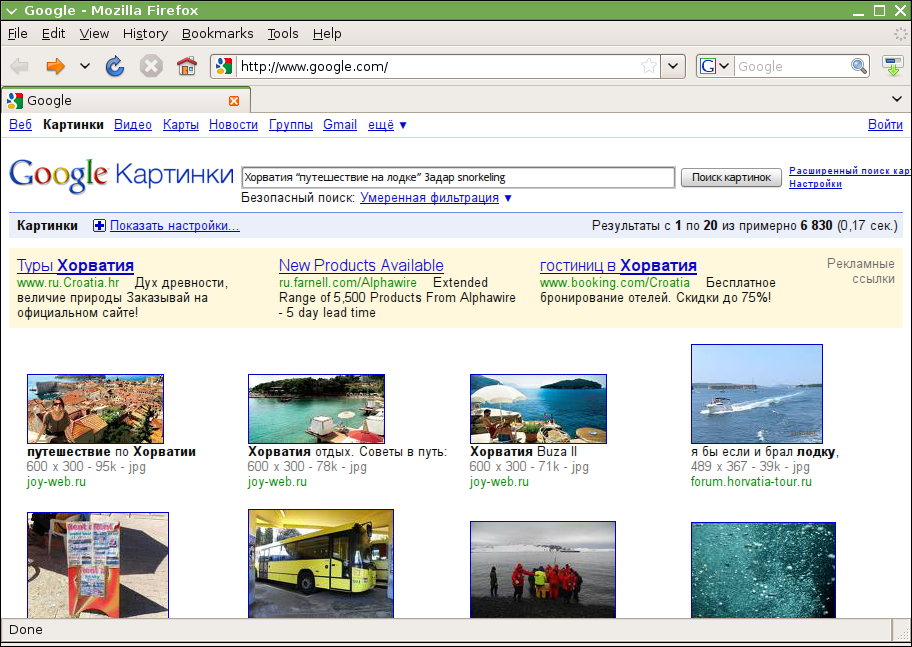 Google - Mozilla Firefox
File Edit View History Bookmarks Tools Help
http://www.google.com/
G Google
Google
Веб Картинки Видео Карты Новости Группы Gmail ещё ▼ Войти
Google Картинки
Хорватия “путешествие на лодке” Задар snorkeling
Поиск картинок
Расширенный поиск кар
Настройки
Безопасный поиск: Умеренная фильтрация ▼
Картинки Показать настройки... Результаты с 1 по 20 из примерно 6 830 (0,17 сек.)
Туры Хорватия
www.ru.Croatia.hr Дух древности,
величие природы Заказывай на
официальном сайте!
New Products Available
ru.farnell.com/Alphawire Extended
Range of 5,500 Products From Alphawire
- 5 day lead time
гостиниц в Хорватия
www.booking.com/Croatia Бесплатное
бронирование отелей. Скидки до 75%!
Рекламные
ссылки
путешествие по Хорватии
600 x 300 - 95k - jpg
joy-web.ru
Хорватия отдых. Советы в путь:
600 x 300 - 78k - jpg
joy-web.ru
Хорватия Buza II
600 x 300 - 71k - jpg
joy-web.ru
я бы если и брал лодку,
489 x 367 - 39k - jpg
forum.horvatia-tour.ru
Done